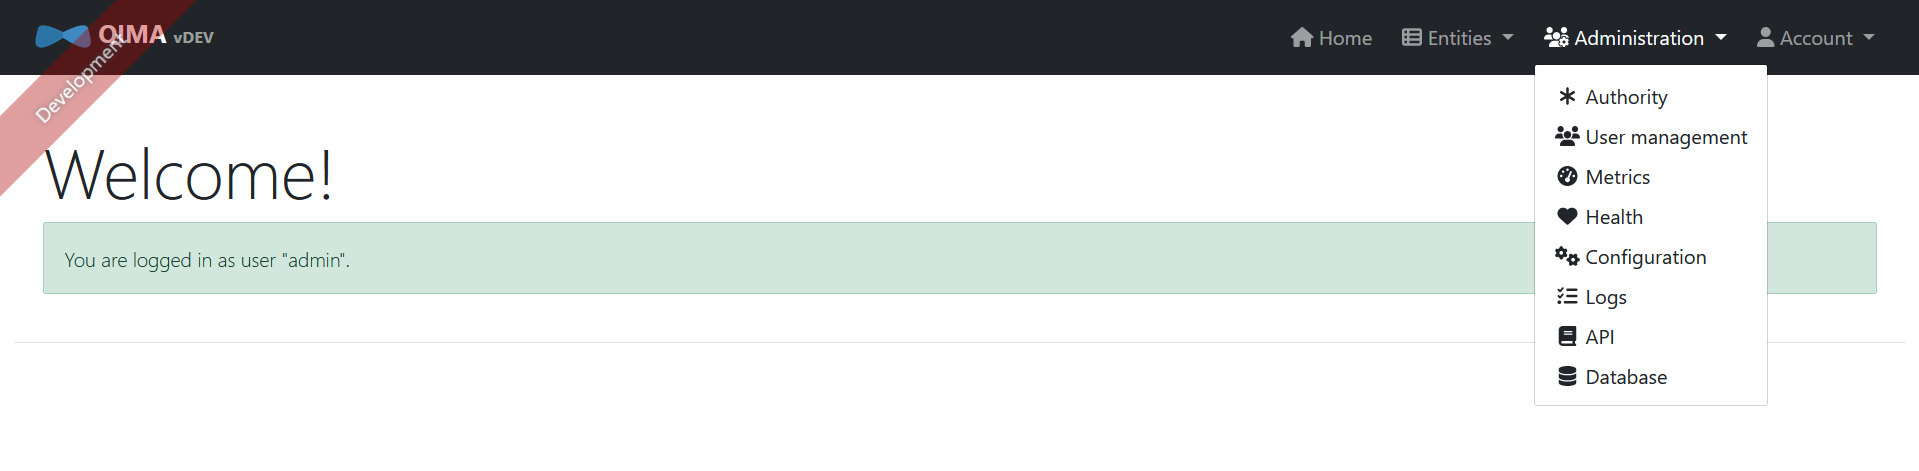 QIMA vDEV
Development
Home
Entities
Administration
Account
Authority
User management
Metrics
Health
Configuration
Logs
API
Database
Welcome!
You are logged in as user "admin".